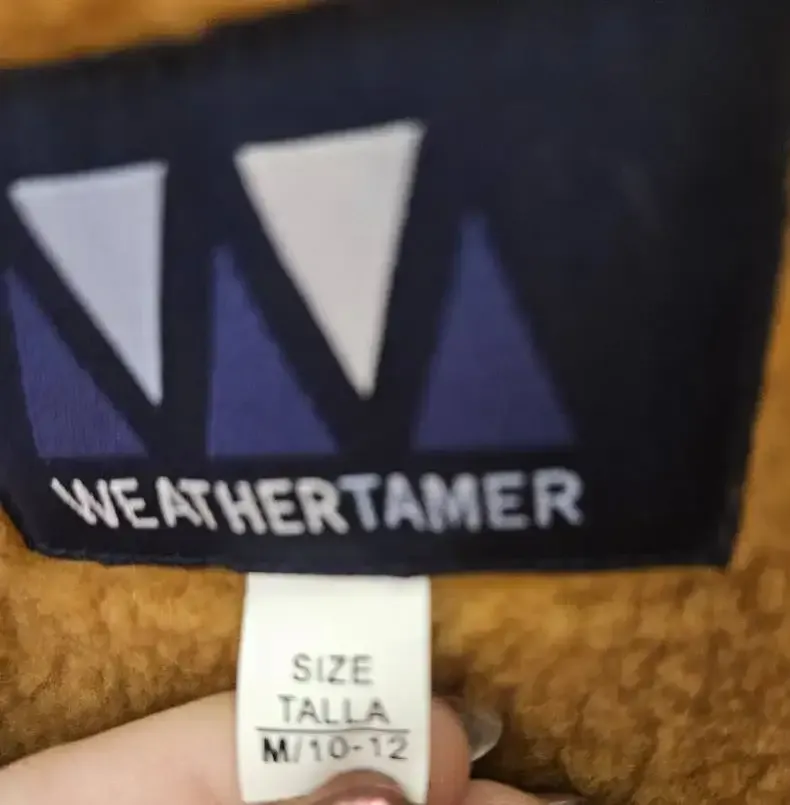 WEATHERTAMER
SIZE
TALLA
M/10-12